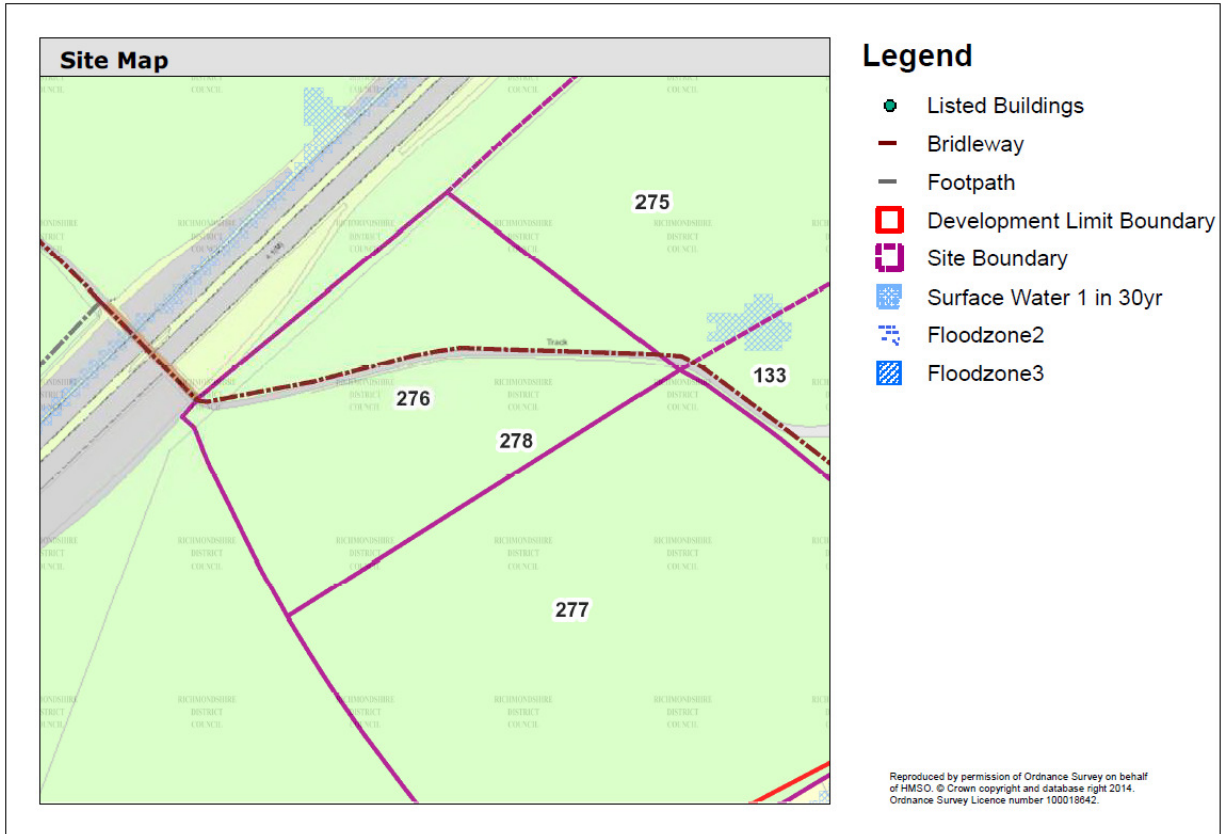 Site Map
Legend
Listed Buildings
Bridleway
Footpath
Development Limit Boundary
Site Boundary
Surface Water 1 in 30yr
Floodzone2
Floodzone3
275
Track
133
276
278
277
RICHMONDSHIRE
DISTRICT
COUNCIL
Reproduced by permission of Ordnance Survey on behalf
of HMSO. © Crown copyright and database right 2014.
Ordnance Survey Licence number 100018642.